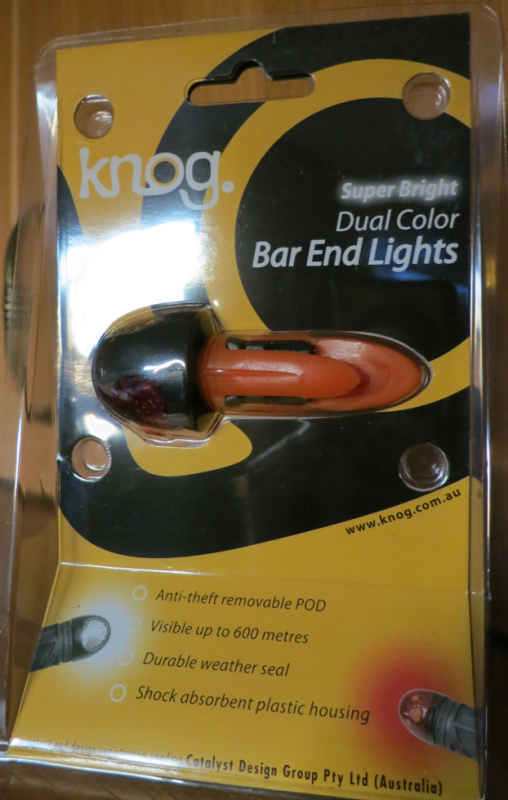 knog.
Super Bright
Dual Color
Bar End Lights
www.knog.com.au
Anti-theft removable POD
Visible up to 600 metres
Durable weather seal
Shock absorbent plastic housing
Catalyst Design Group Pty Ltd (Australia)